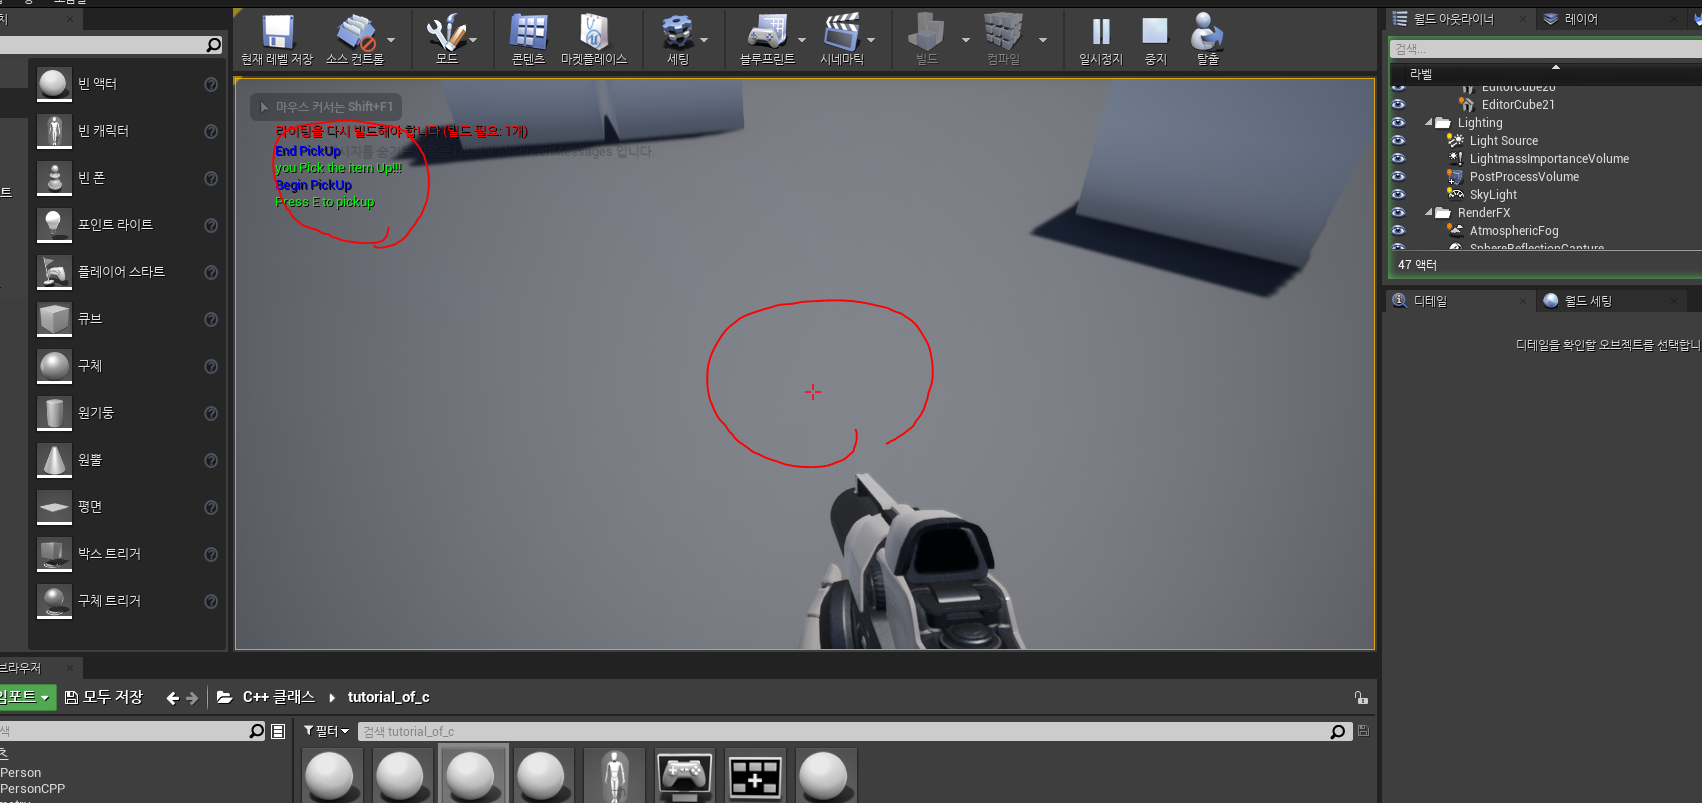 치
현재 레벨 저장
소스 컨트롤
모드
콘텐츠
마켓플레이스
세팅
블루프린트
시네마틱
빌드
컴파일
일시정지
중지
탈출
빈 액터
빈 캐릭터
빈 폰
포인트 라이트
플레이어 스타트
큐브
구체
원기둥
원뿔
평면
박스 트리거
구체 트리거
트
마우스 커서는 Shift+F1
라이팅을 다시 빌드해야 합니다 (빌드 필요: 1개)
End PickUp
messages 입니다.
you Pick the item Up!!!
Begin PickUp
Press E to pickup
월드 아웃라이너
레이어
검색...
라벨
EditorCube20
EditorCube21
Lighting
Light Source
LightmassImportanceVolume
PostProcessVolume
SkyLight
RenderFX
AtmosphericFog
SphereReflectionCapture
47 액터
디테일
월드 세팅
디테일을 확인할 오브젝트를 선택합니
브라우저
임포트
모두 저장
C++ 클래스
tutorial_of_c
색
필터
검색 tutorial_of_c
츠
Person
PersonCPP